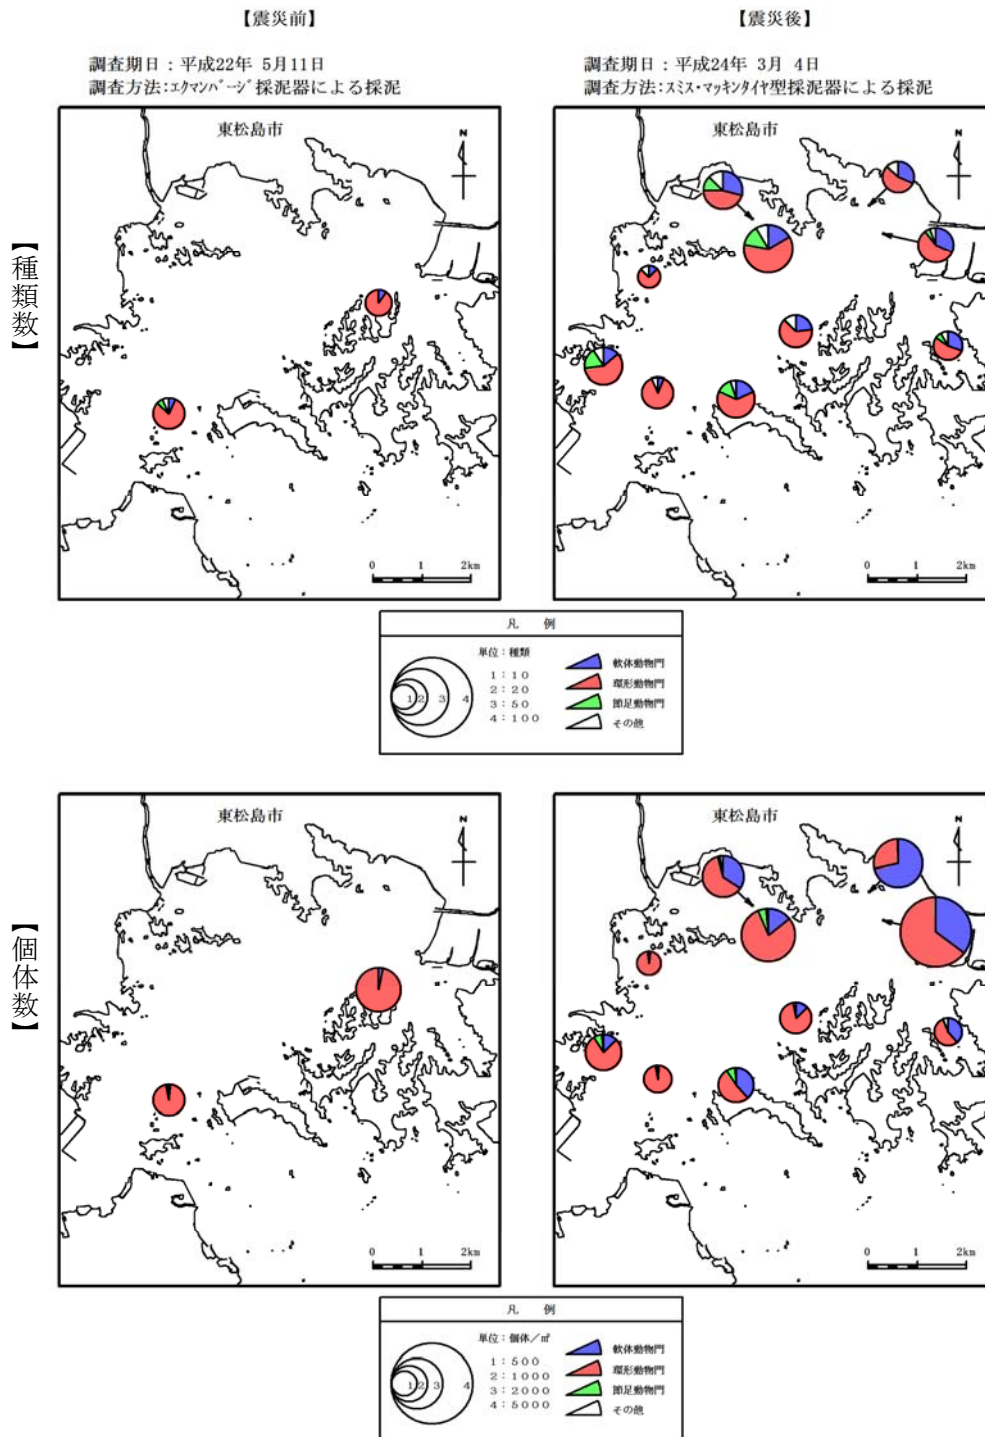 【震災前】
【震災後】
調査期日：平成22年 5月11日
調査方法：エクマンバージ採泥器による採泥
調査期日：平成24年 3月 4日
調査方法：スミス・マッキンタイヤ型採泥器による採泥
【種類数】
東松島市
N
0 1 2km
東松島市
N
0 1 2km
凡 例
単位：種類
1：10
2：20
3：50
4：100
1 2 3 4
軟体動物門
環形動物門
節足動物門
その他
【個体数】
東松島市
N
0 1 2km
東松島市
N
0 1 2km
凡 例
単位：個体／㎡
1：500
2：1000
3：2000
4：5000
1 2 3 4
軟体動物門
環形動物門
節足動物門
その他